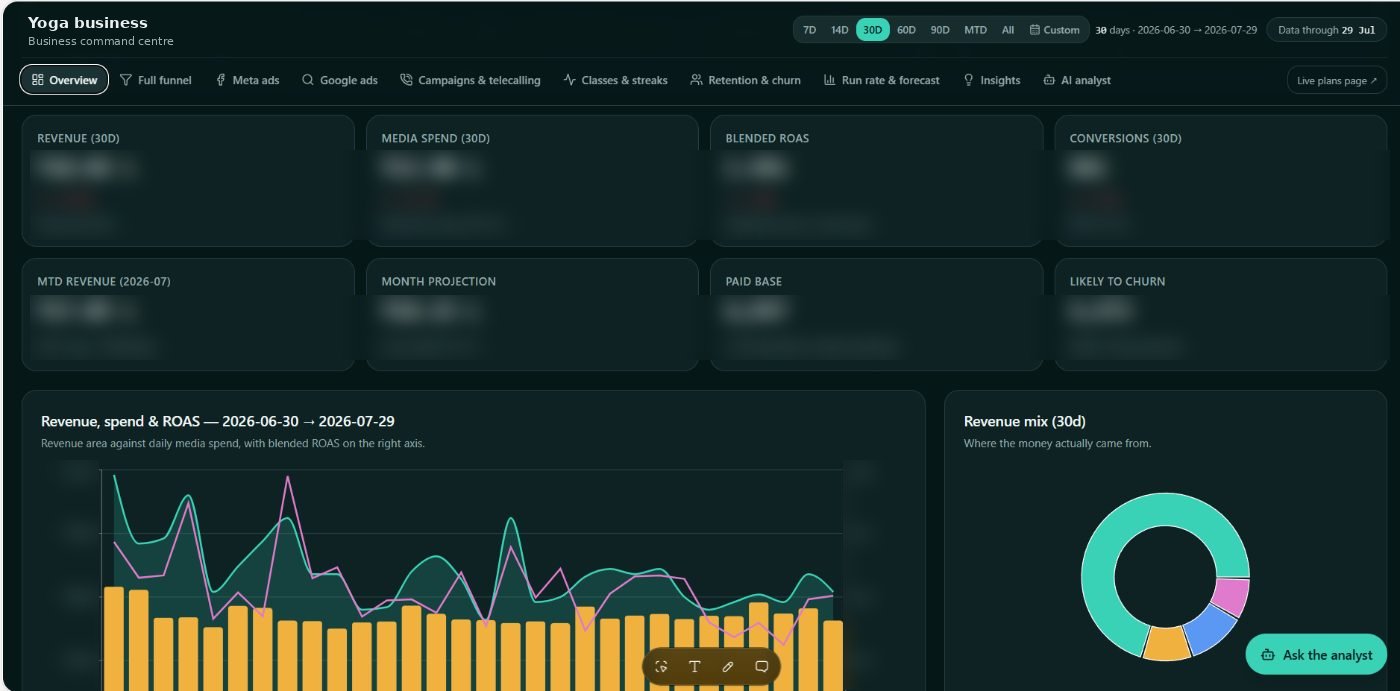 Yoga business
Business command centre
7D 14D 30D 60D 90D MTD All Custom 30 days · 2026-06-30 → 2026-07-29 Data through 29 Jul
Overview Full funnel Meta ads Google ads Campaigns & telecalling Classes & streaks Retention & churn Run rate & forecast Insights AI analyst Live plans page ↗
REVENUE (30D) MEDIA SPEND (30D) BLENDED ROAS CONVERSIONS (30D)
MTD REVENUE (2026-07) MONTH PROJECTION PAID BASE LIKELY TO CHURN
Revenue, spend & ROAS — 2026-06-30 → 2026-07-29
Revenue area against daily media spend, with blended ROAS on the right axis.
Revenue mix (30d)
Where the money actually came from.
Ask the analyst